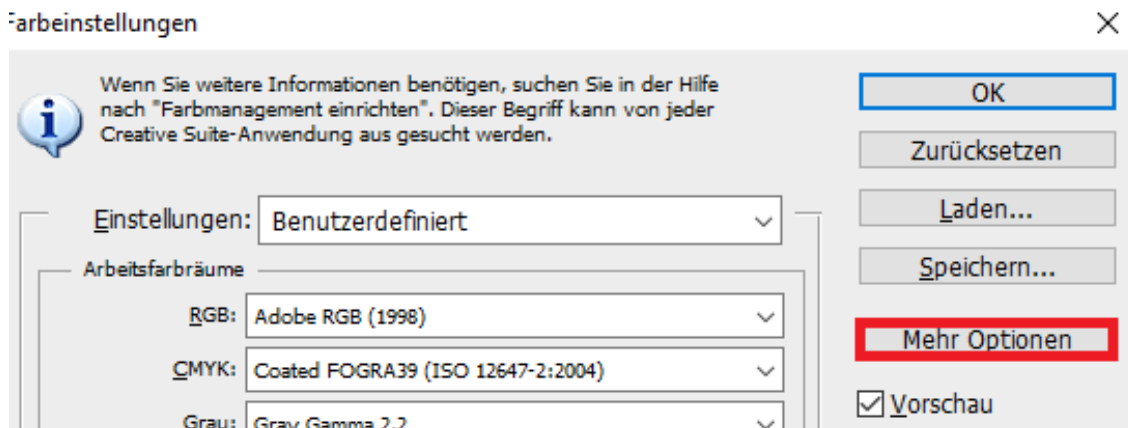 Farbeinstellungen
Wenn Sie weitere Informationen benötigen, suchen Sie in der Hilfe
nach "Farbmanagement einrichten". Dieser Begriff kann von jeder
Creative Suite-Anwendung aus gesucht werden.
Einstellungen: Benutzerdefiniert
Arbeitsfarbräume
RGB: Adobe RGB (1998)
CMYK: Coated FOGRA39 (ISO 12647-2:2004)
Grau: Gray Gamma 2.2
OK
Zurücksetzen
Laden...
Speichern...
Mehr Optionen
Vorschau